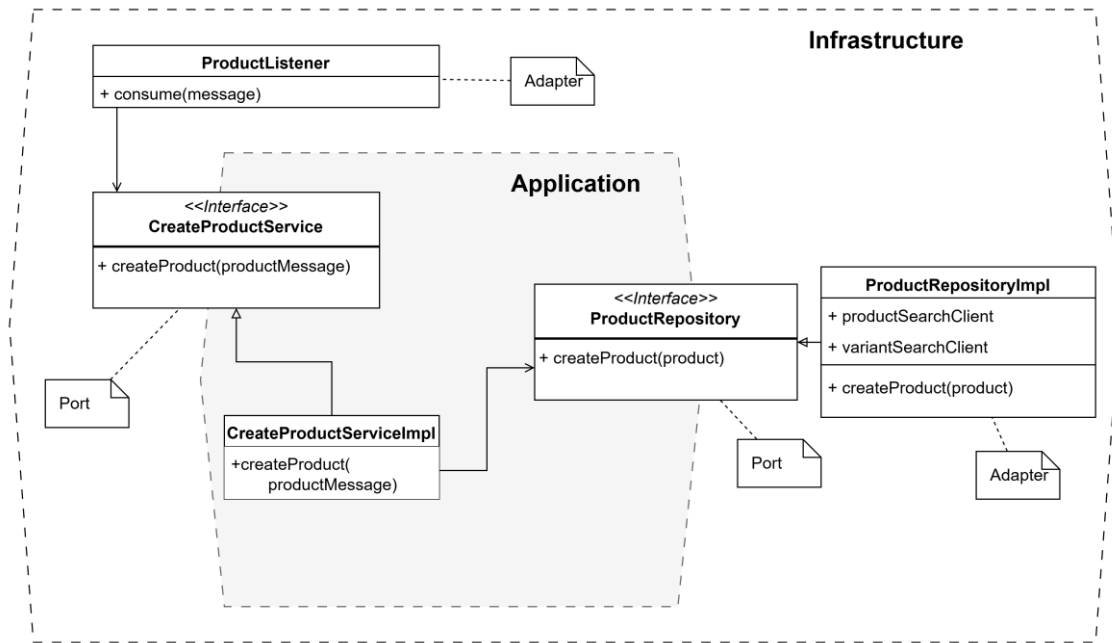 Infrastructure
ProductListener
+ consume(message)
Adapter
Application
<<Interface>>
CreateProductService
+ createProduct(productMessage)
<<Interface>>
ProductRepository
+ createProduct(product)
ProductRepositoryImpl
+ productSearchClient
+ variantSearchClient
+ createProduct(product)
Port
CreateProductServiceImpl
+createProduct(
productMessage)
Port
Adapter